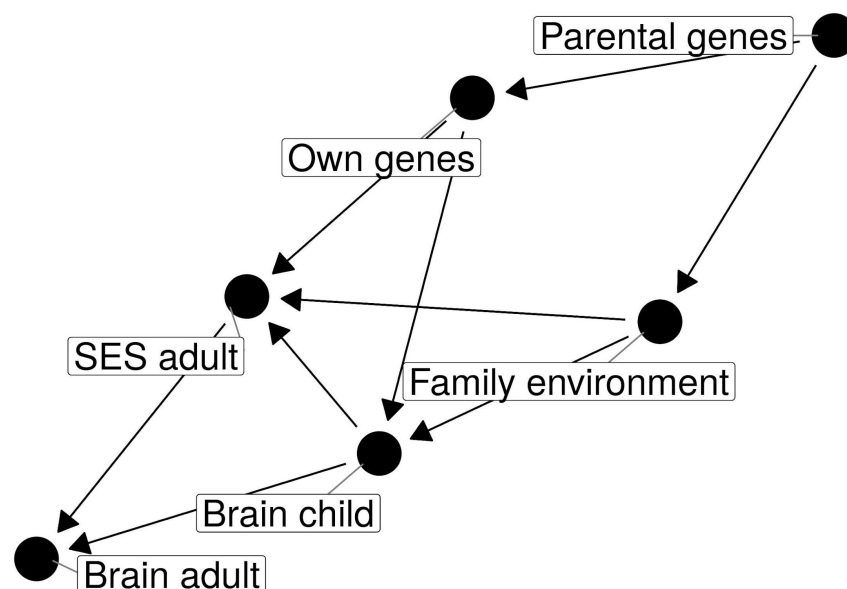 Parental genes
Own genes
SES adult
Family environment
Brain child
Brain adult